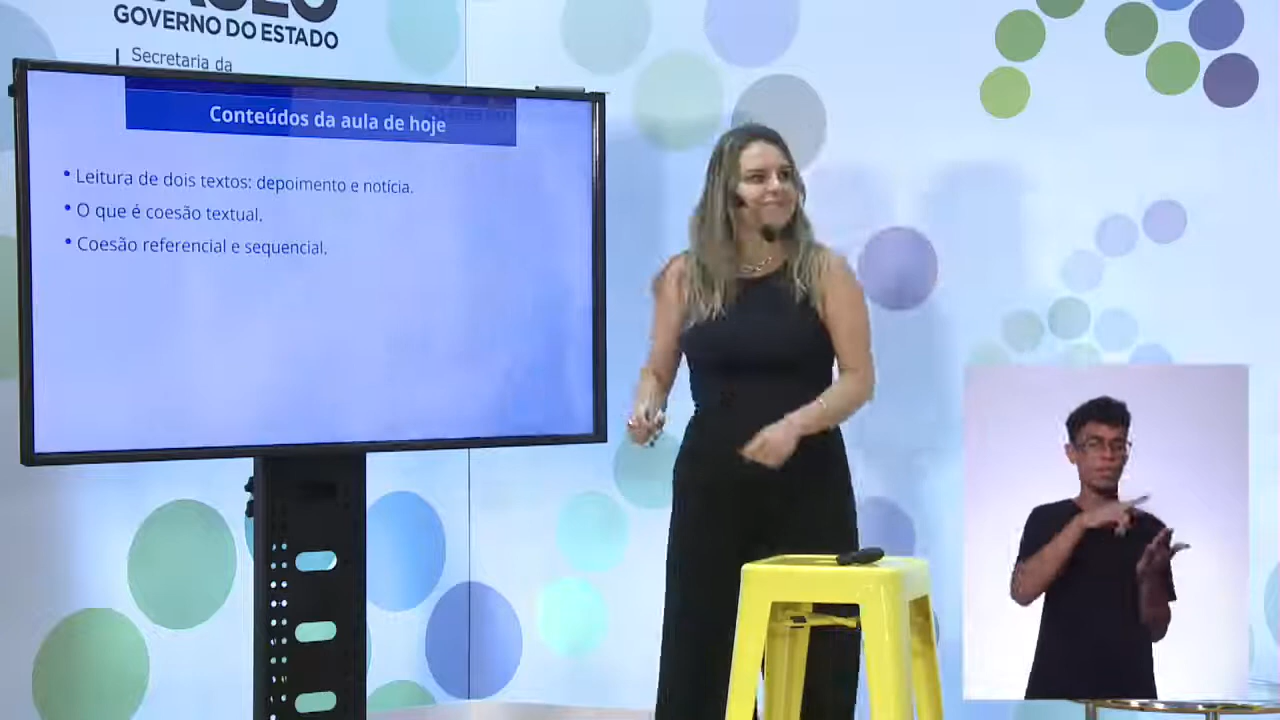 GOVERNO DO ESTADO
Secretaria da
Conteúdos da aula de hoje
• Leitura de dois textos: depoimento e notícia.
• O que é coesão textual.
• Coesão referencial e sequencial.